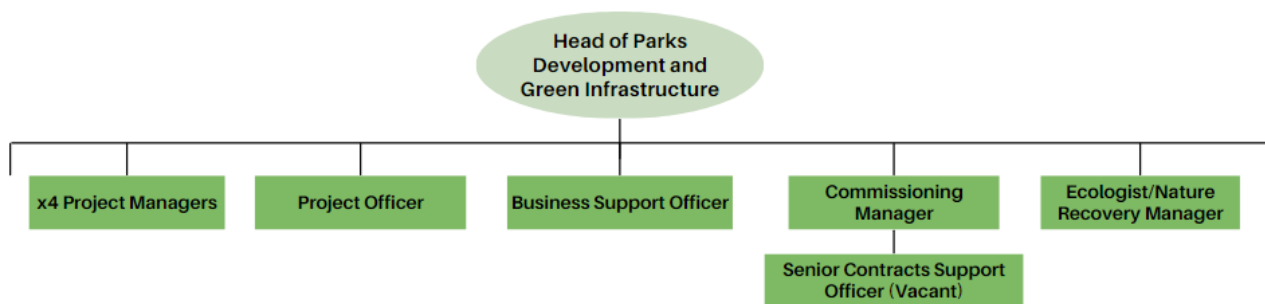 Head of Parks
Development and
Green Infrastructure
x4 Project Managers
Project Officer
Business Support Officer
Commissioning
Manager
Ecologist/Nature
Recovery Manager
Senior Contracts Support
Officer (Vacant)